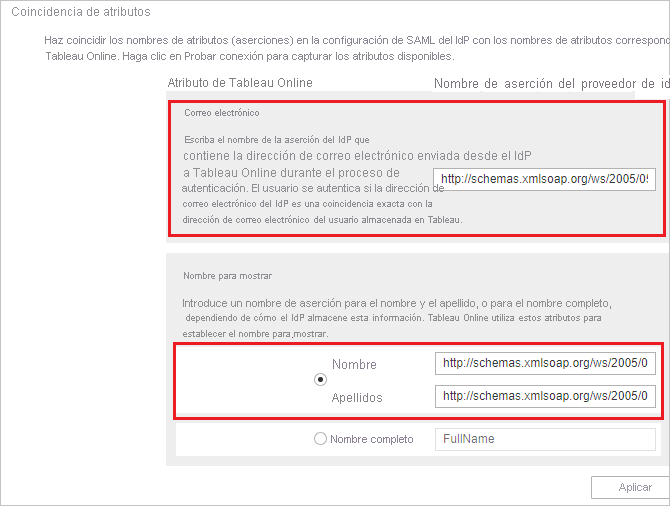 Coincidencia de atributos
Haz coincidir los nombres de atributos (aserciones) en la configuración de SAML del IdP con los nombres de atributos correspond
Tableau Online. Haga clic en Probar conexión para capturar los atributos disponibles.
Atributo de Tableau Online Nombre de aserción del proveedor de id
Correo electrónico
Escriba el nombre de la aserción del IdP que
contiene la dirección de correo electrónico enviada desde el IdP
a Tableau Online durante el proceso de
http://schemas.xmlsoap.org/ws/2005/05
autenticación. El usuario se autentica si la dirección de
correo electrónico del IdP es una coincidencia exacta con la
dirección de correo electrónico del usuario almacenada en Tableau.
Nombre para mostrar
Introduce un nombre de aserción para el nombre y el apellido, o para el nombre completo,
dependiendo de cómo el IdP almacene esta información. Tableau Online utiliza estos atributos para
establecer el nombre para mostrar.
Nombre http://schemas.xmlsoap.org/ws/2005/0
Apellidos http://schemas.xmlsoap.org/ws/2005/0
Nombre completo FullName
Aplicar